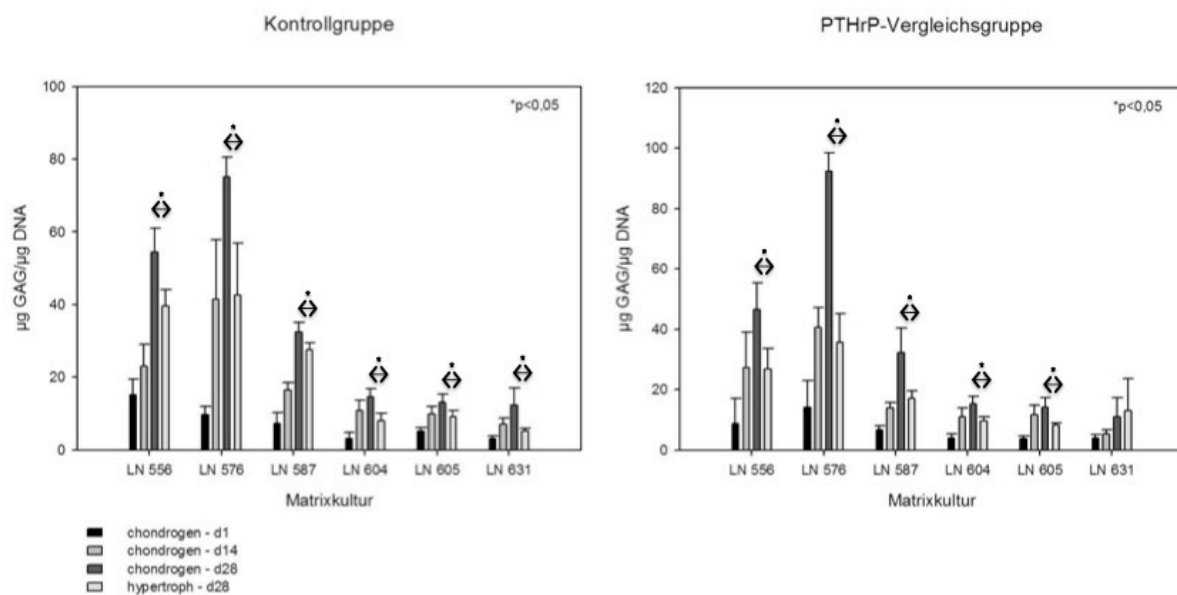 Kontrollgruppe
100
80
60
40
20
0
µg GAG/µg DNA
*p<0,05
*
*
*
*
*
*
LN 556
LN 576
LN 587
LN 604
LN 605
LN 631
Matrixkultur
PTHrP-Vergleichsgruppe
120
100
80
60
40
20
0
µg GAG/µg DNA
*p<0,05
*
*
*
*
*
LN 556
LN 576
LN 587
LN 604
LN 605
LN 631
Matrixkultur
chondrogen - d1
chondrogen - d14
chondrogen - d28
hypertroph - d28